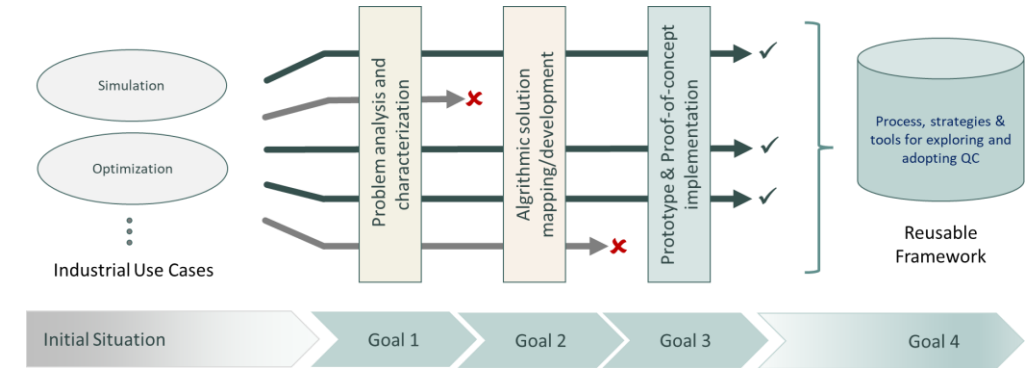 Simulation
Optimization
Industrial Use Cases
Problem analysis and
characterization
Algorithmic solution
mapping/development
Prototype & Proof-of-concept
implementation
Process, strategies &
tools for exploring and
adopting QC
Reusable
Framework
Initial Situation
Goal 1
Goal 2
Goal 3
Goal 4